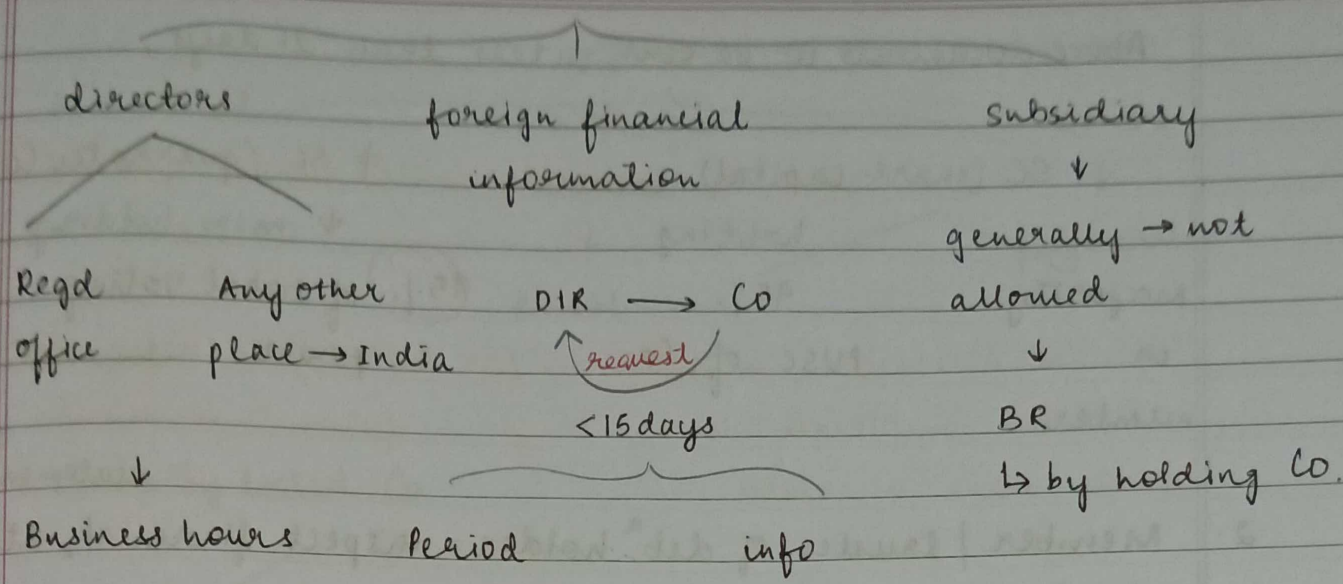 directors
Regd
office
Any other
place → India
↓
Business hours
foreign financial
information
DIR → CO
request
<15 days
Period info
subsidiary
↓
generally → not
allowed
↓
BR
↳ by holding Co.